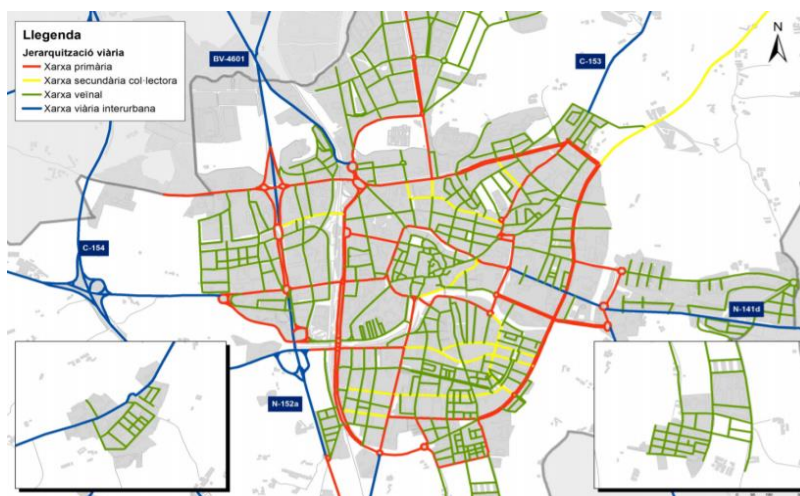 Llegenda
Jerarquització viària
Xarxa primària
Xarxa secundària col·lectora
Xarxa veïnal
Xarxa viària interurbana
BV-4601
C-153
N
C-154
N-141d
N-152a